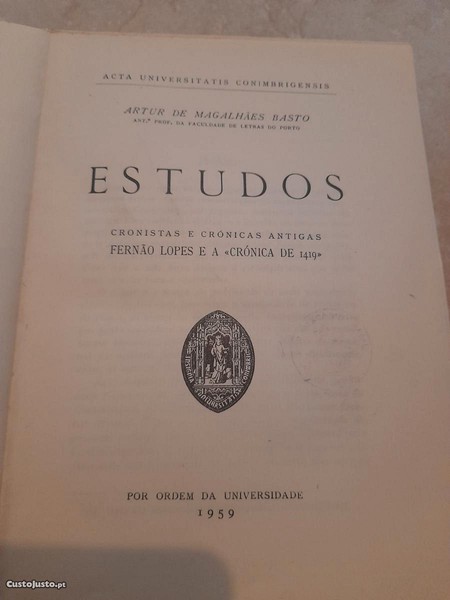 ACTA UNIVERSITATIS CONIMBRIGENSIS
ARTUR DE MAGALHÃES BASTO
ANT.º PROF. DA FACULDADE DE LETRAS DO PORTO
ESTUDOS
CRONISTAS E CRÓNICAS ANTIGAS
FERNÃO LOPES E A «CRÓNICA DE 1419»
POR ORDEM DA UNIVERSIDADE
1959
CustoJusto.pt